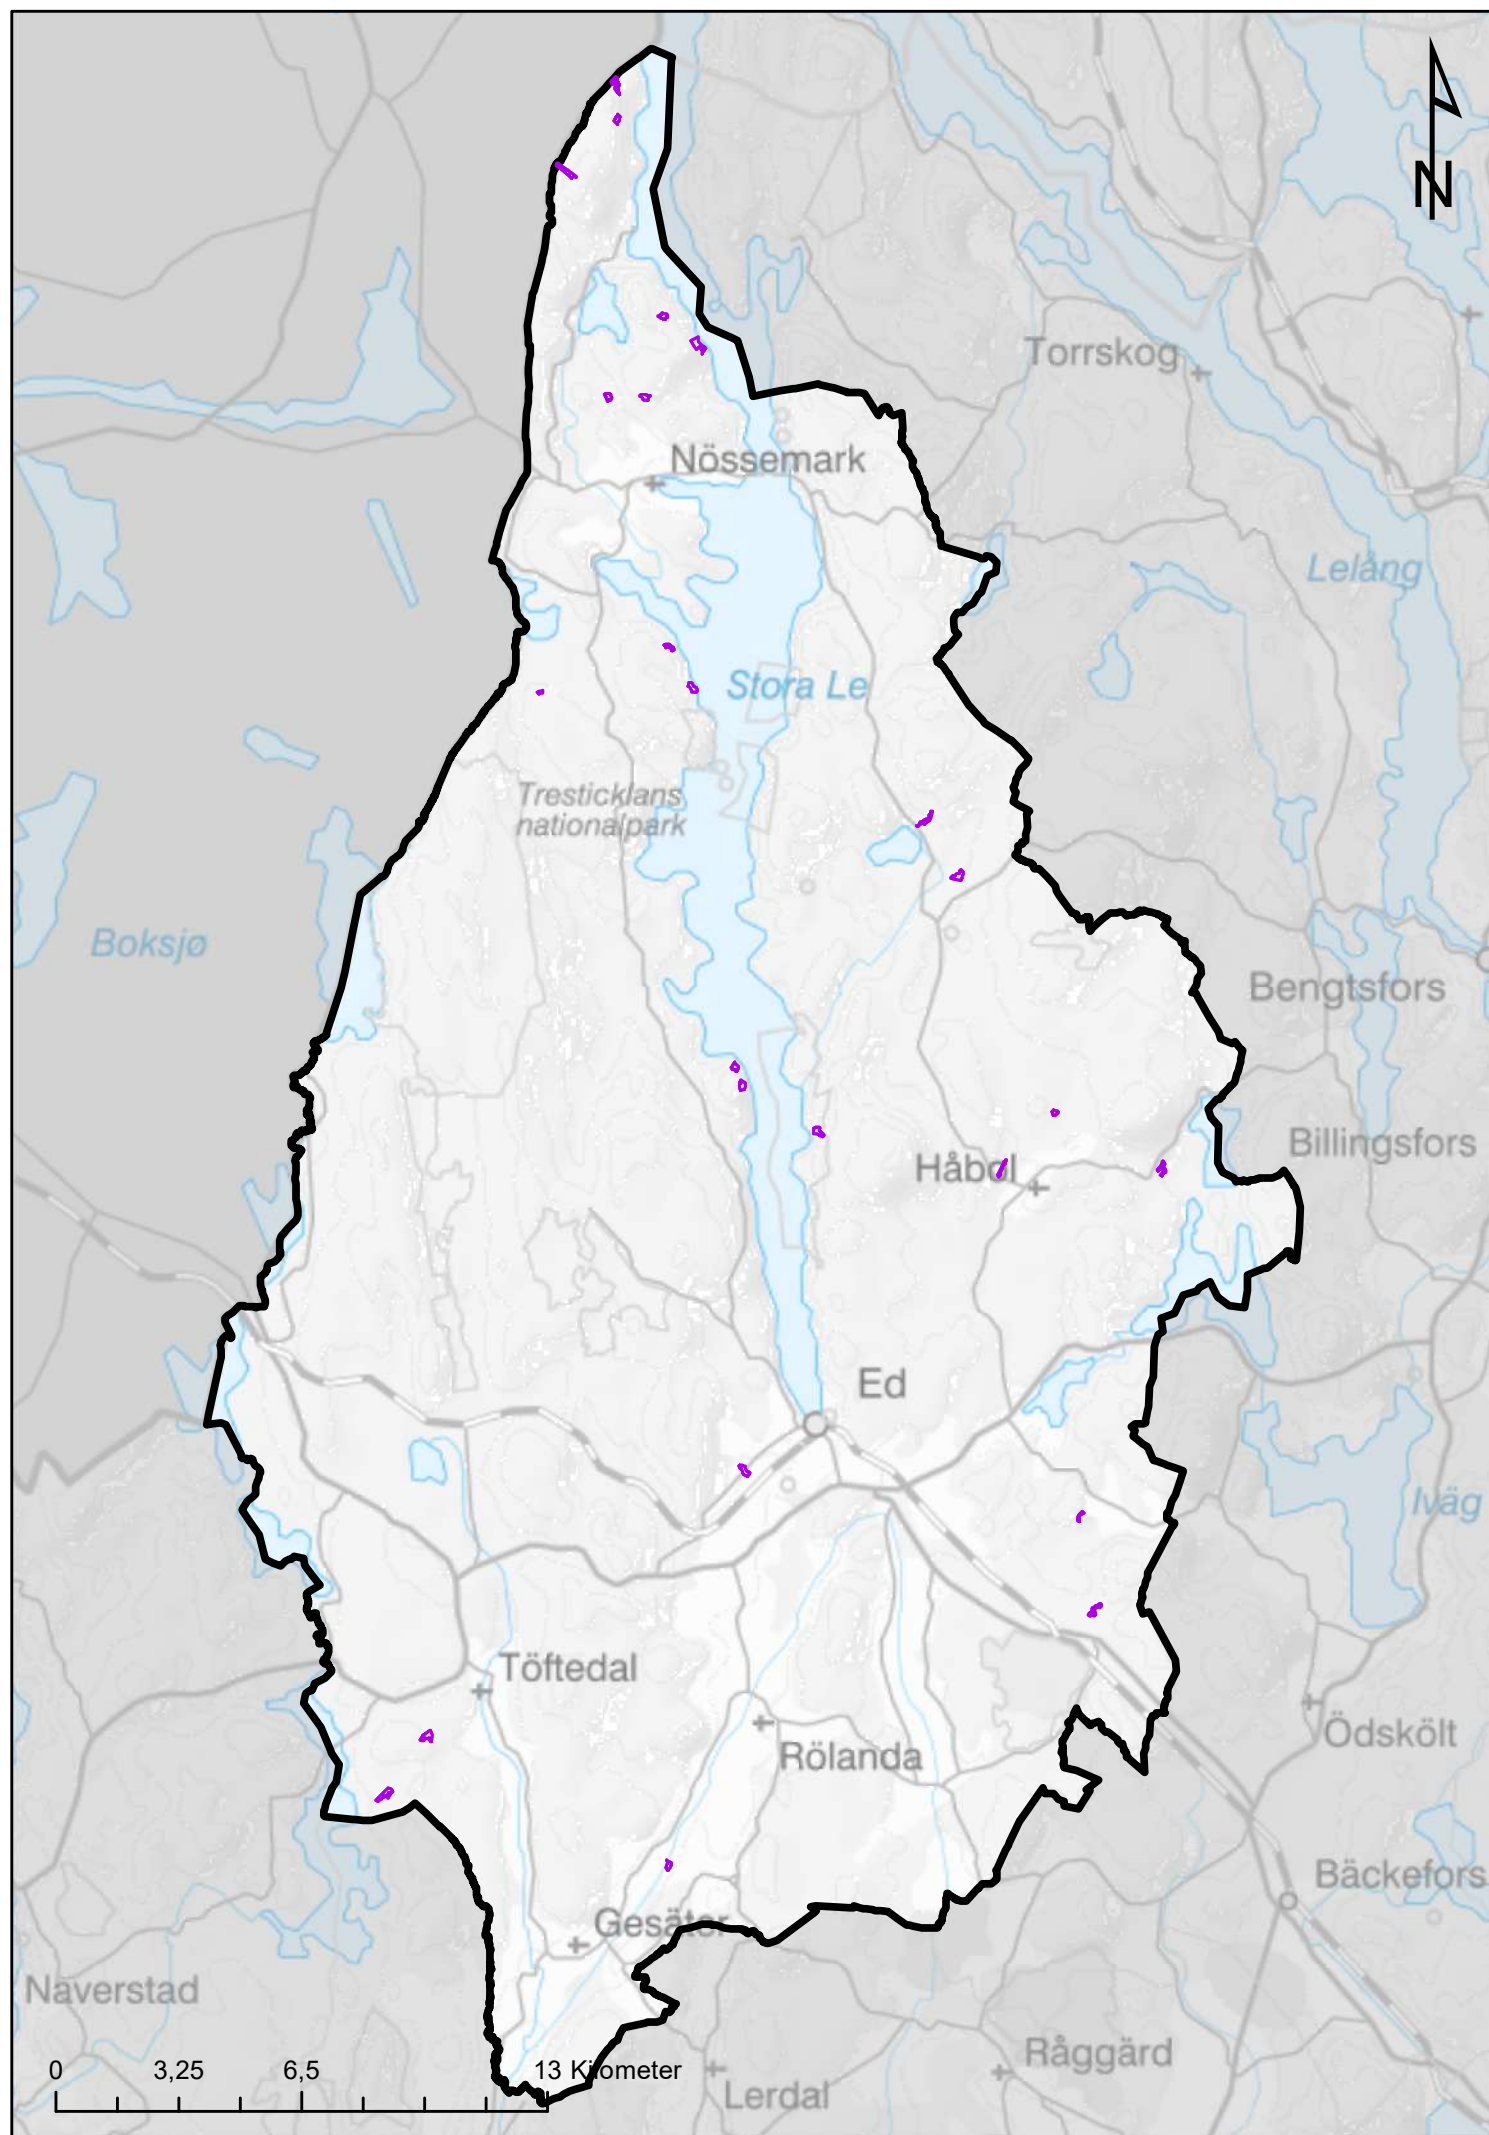 N
Torrskog
Nössemark
Lelång
Stora Le
Tresticklans
nationalpark
Boksjø
Bengtsfors
Billingsfors
Håbol
Ed
Iväg
Töftedal
Ödskölt
Rölanda
Bäckefors
Gesäter
Naverstad
Råggärd
0 3,25 6,5 13 Kilometer
Lerdal